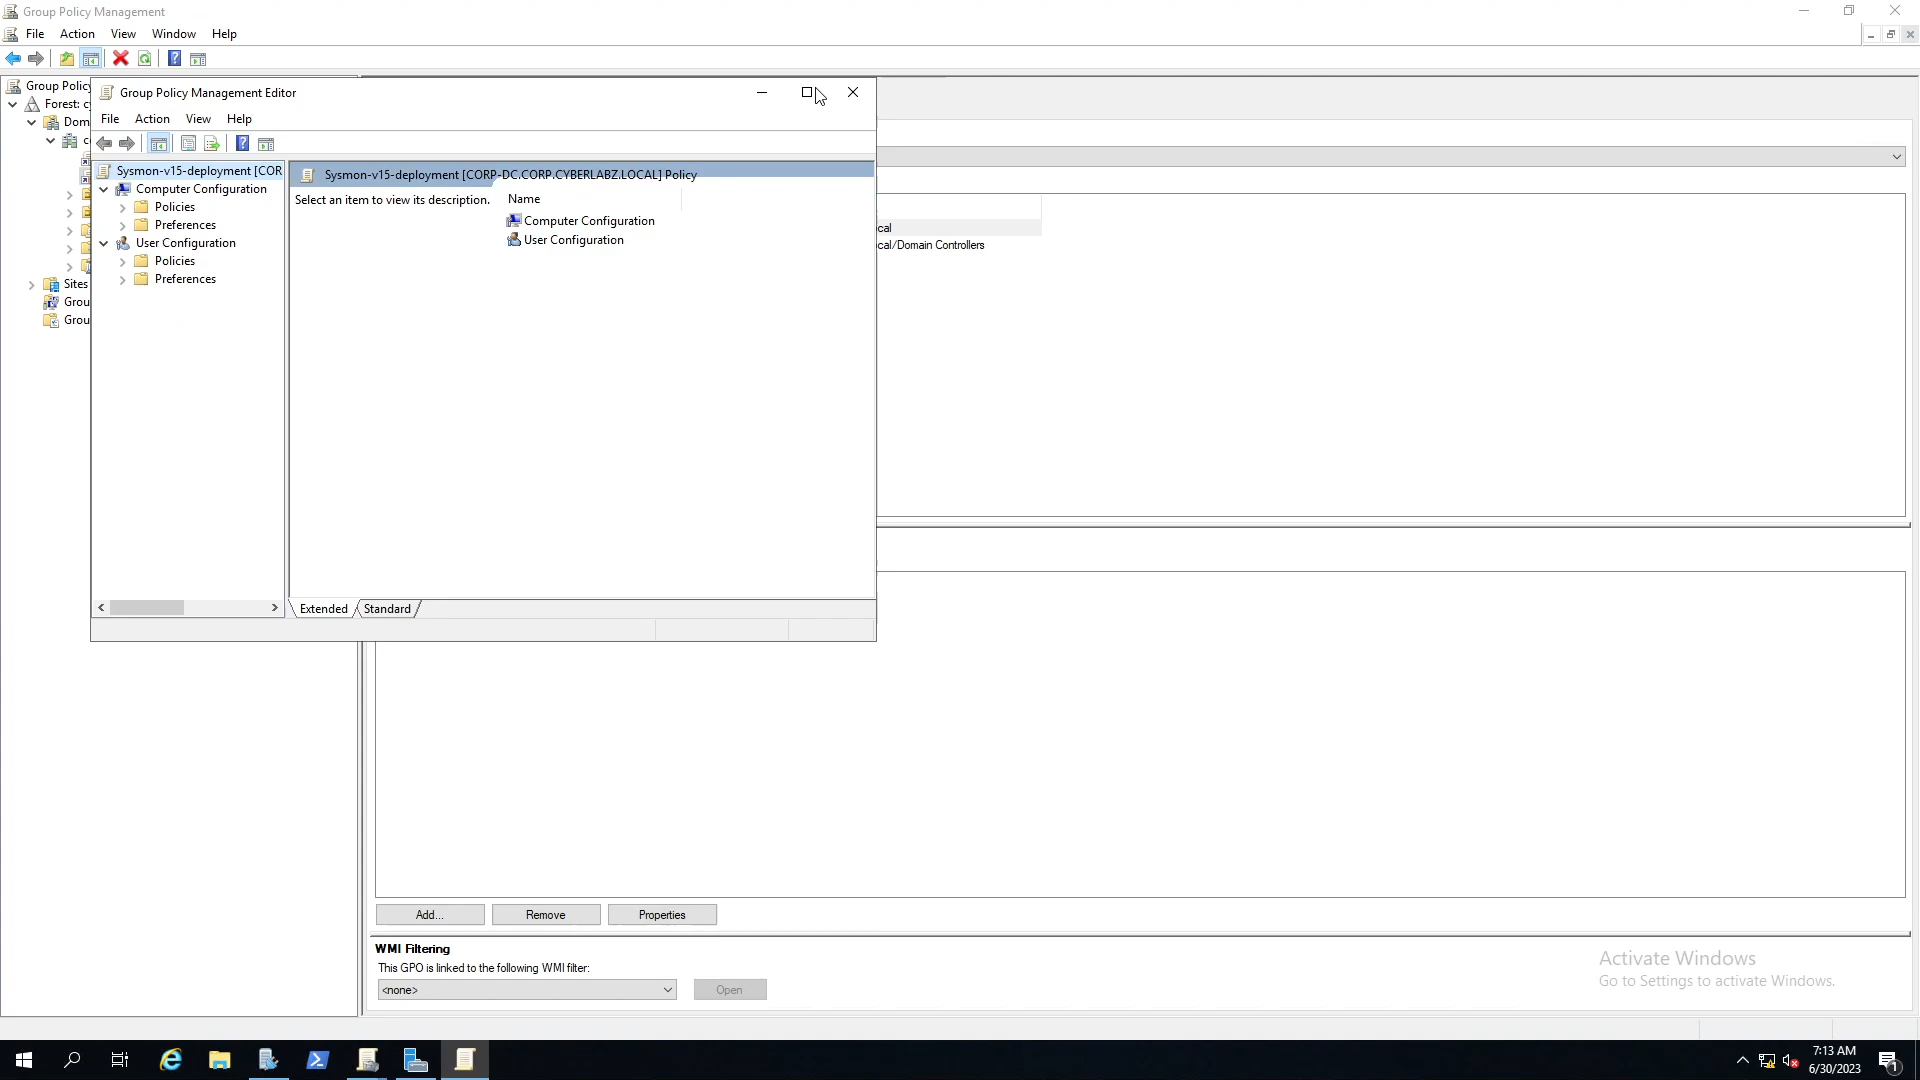 Group Policy Management
File Action View Window Help
Group Policy
Forest: cy
Dom
c
Sites
Grou
Grou
Group Policy Management Editor
File Action View Help
Sysmon-v15-deployment [COR
Computer Configuration
Policies
Preferences
User Configuration
Policies
Preferences
Sysmon-v15-deployment [CORP-DC.CORP.CYBERLABZ.LOCAL] Policy
Select an item to view its description.
Name
Computer Configuration
User Configuration
Extended Standard
cal
cal/Domain Controllers
Add... Remove Properties
WMI Filtering
This GPO is linked to the following WMI filter:
<none> Open
Activate Windows
Go to Settings to activate Windows.
7:13 AM
6/30/2023
1